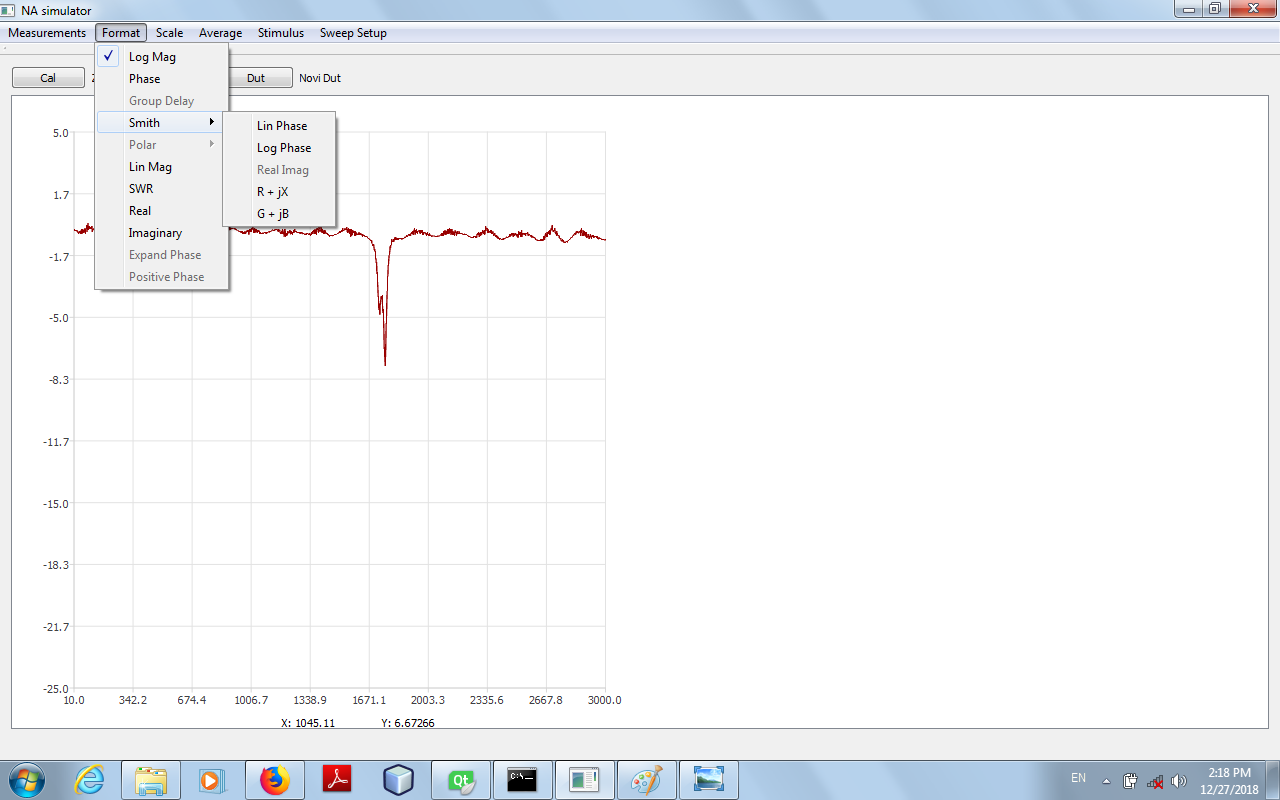 NA simulator
Measurements Format Scale Average Stimulus Sweep Setup
Log Mag
Phase
Group Delay
Smith
Polar
Lin Mag
SWR
Real
Imaginary
Expand Phase
Positive Phase
Lin Phase
Log Phase
Real Imag
R + jX
G + jB
Cal
Dut
Novi Dut
5.0
1.7
-1.7
-5.0
-8.3
-11.7
-15.0
-18.3
-21.7
-25.0
10.0 342.2 674.4 1006.7 1338.9 1671.1 2003.3 2335.6 2667.8 3000.0
X: 1045.11 Y: 6.67266
Qt
C:\_
EN
2:18 PM
12/27/2018